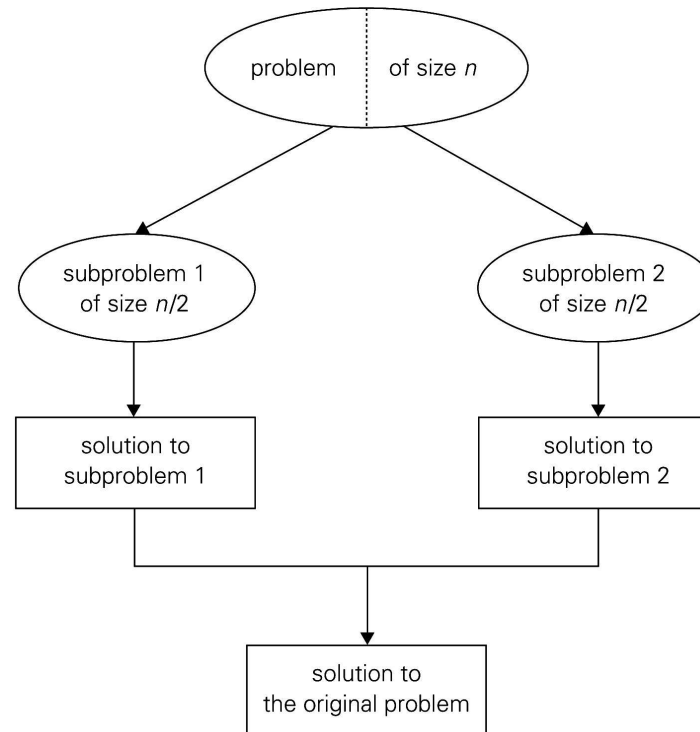 problem of size n
subproblem 1
of size n/2
subproblem 2
of size n/2
solution to
subproblem 1
solution to
subproblem 2
solution to
the original problem